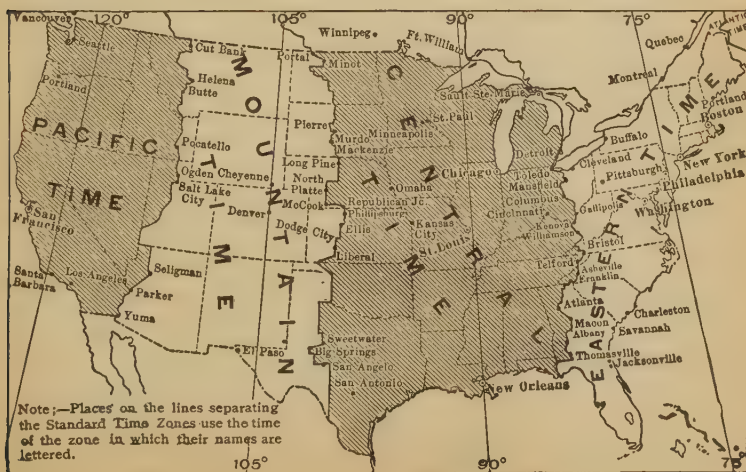 120° 105° 90° 75°
Vancouver
Seattle
Portland
PACIFIC
TIME
San
Francisco
Santa
Barbara
Los Angeles
Cut Bank
Helena
Butte
Pocatello
Ogden Cheyenne
Salt Lake
City
Denver
Seligman
Parker
Yuma
El Paso
MOUNTAIN
TIME
Winnipeg
Portal
Minot
Pierre
Murdo
Mackenzie
Long Pine
North
Platte
McCook
Dodge City
Republican Jc.
Phillipsburg
Ellis
Liberal
Sweetwater
Big Springs
San Angelo
San Antonio
CENTRAL
TIME
Ft. William
Sault Ste. Marie
St. Paul
Minneapolis
Omaha
Kansas
City
St. Louis
Chicago
New Orleans
Detroit
Toledo
Mansfield
Columbus
Cincinnati
Kenova
Williamson
Telford
Quebec
Montreal
ATLANTIC
TIME
Portland
Boston
Buffalo
Cleveland
Pittsburgh
New York
Philadelphia
Gallipolis
Washington
Bristol
Asheville
Franklin
Atlanta
Macon
Albany
Charleston
Savannah
Thomasville
Jacksonville
EASTERN
TIME
Note;—Places on the lines separating
the Standard Time Zones use the time
of the zone in which their names are
lettered.
105° 90° 75°